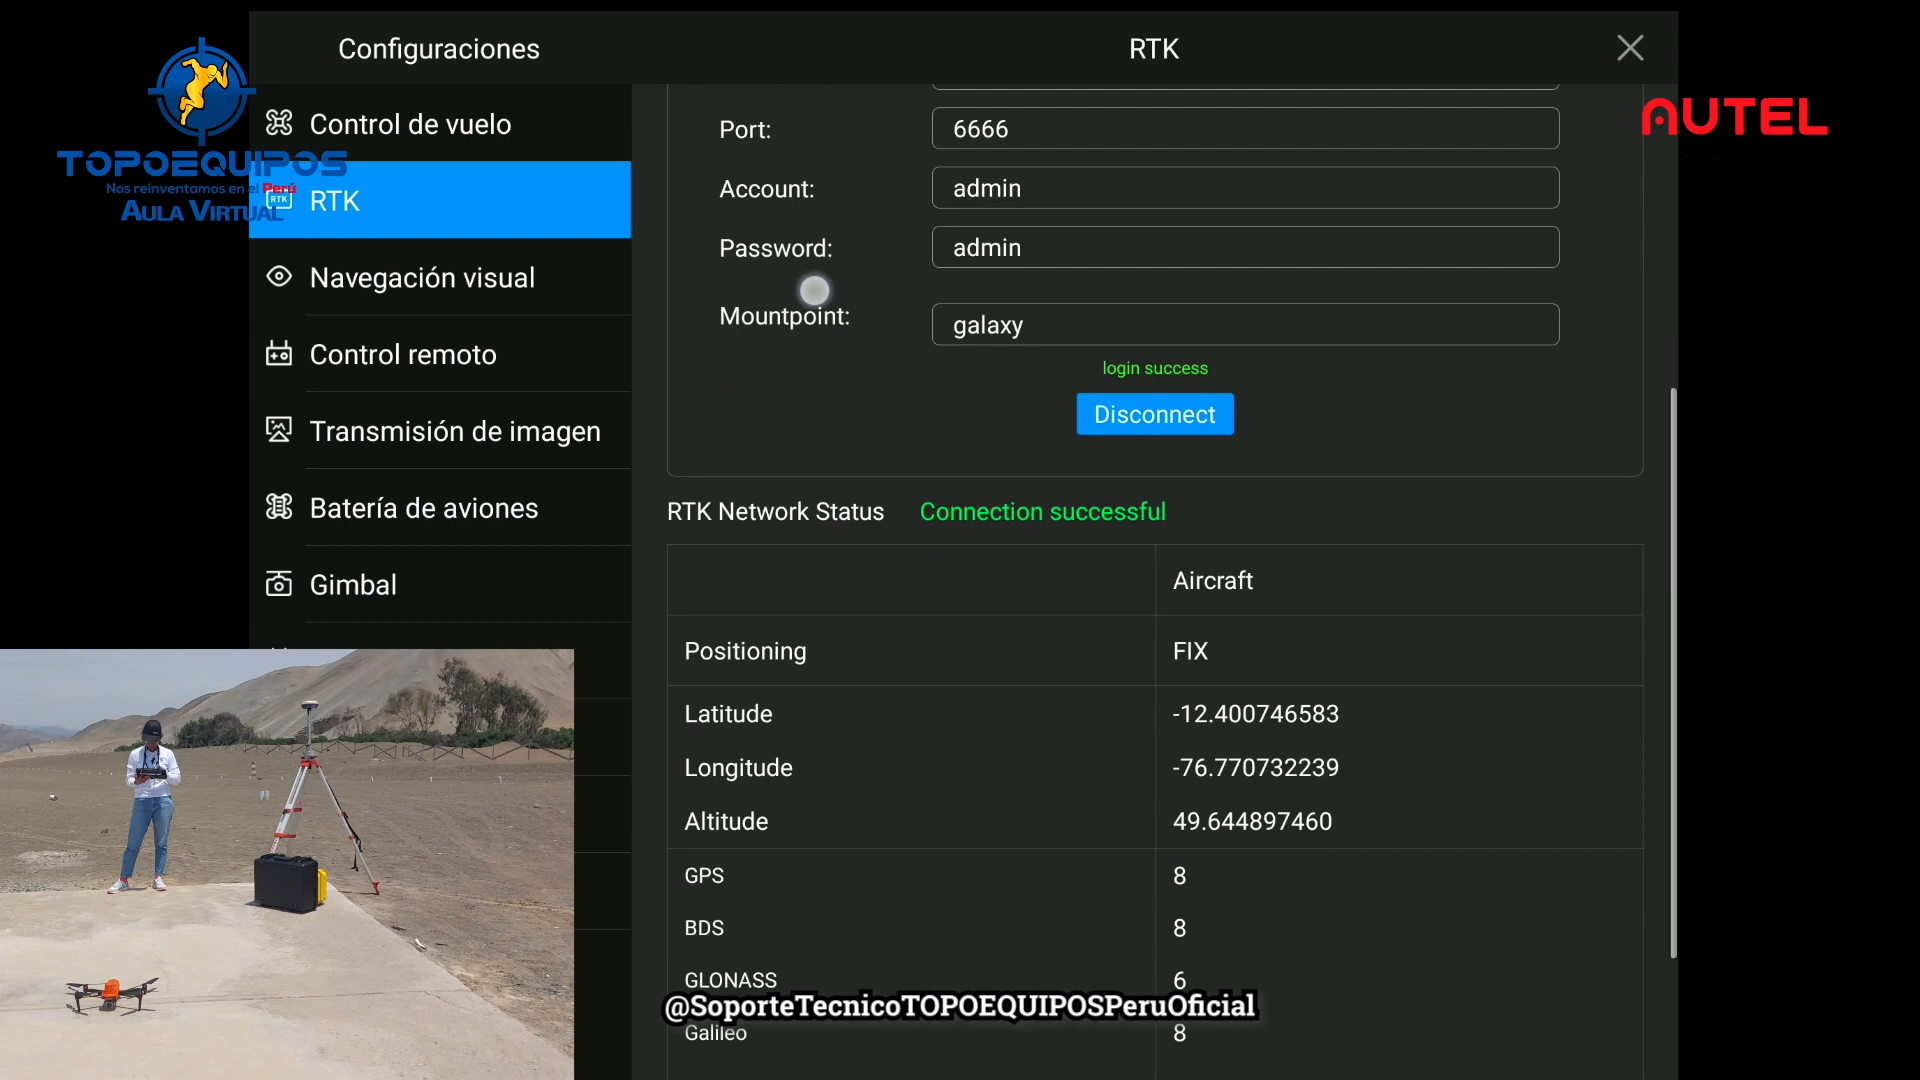 Configuraciones
RTK
TOPOEQUIPOS
Nos reinventamos en el Perú
AULA VIRTUAL
AUTEL
Control de vuelo
RTK
RTK
Navegación visual
Control remoto
Transmisión de imagen
Batería de aviones
Gimbal
Port:
6666
Account:
admin
Password:
admin
Mountpoint:
galaxy
login success
Disconnect
RTK Network Status
Connection successful
Aircraft
Positioning
FIX
Latitude
-12.400746583
Longitude
-76.770732239
Altitude
49.644897460
GPS
8
BDS
8
GLONASS
6
@SoporteTecnicoTOPOEQUIPOSPeruOficial
Galileo
8